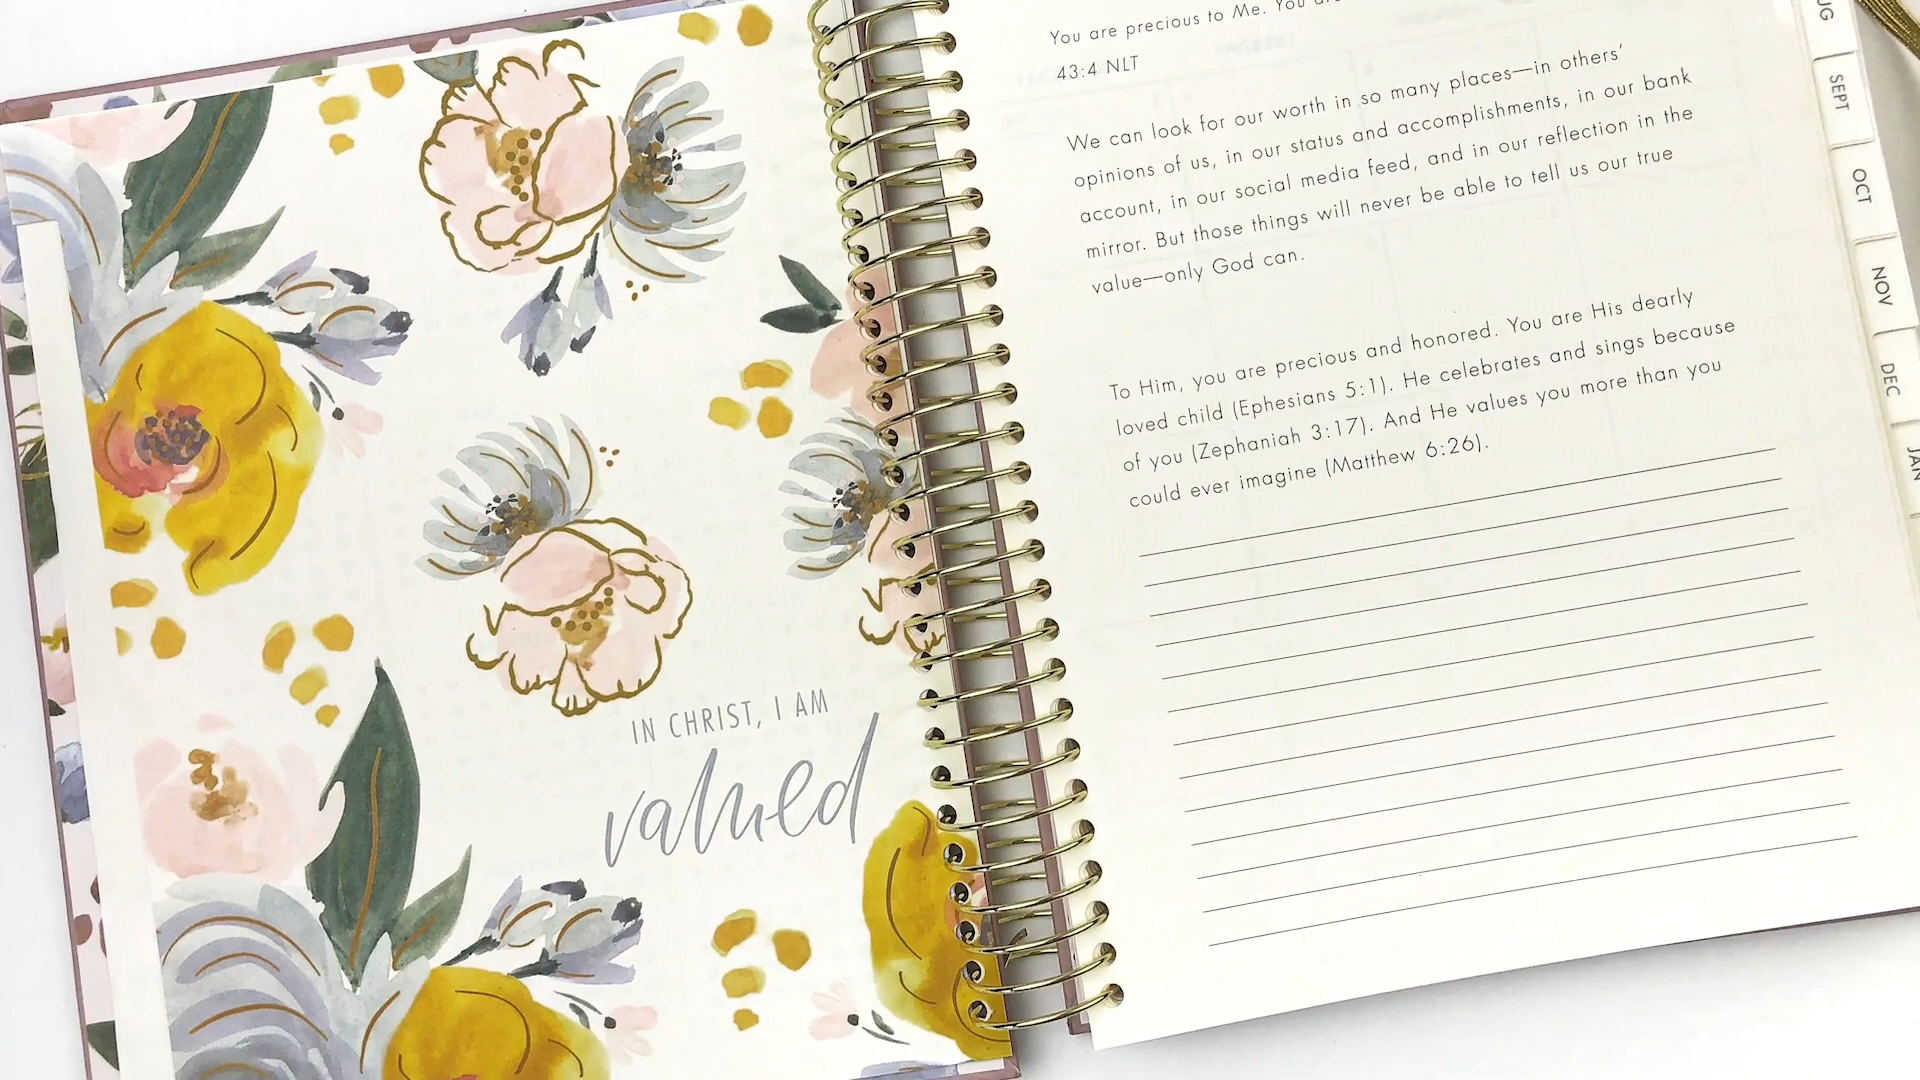 IN CHRIST, I AM
valued
You are precious to Me. You
43:4 NLT
We can look for our worth in so many places—in others’
opinions of us, in our status and accomplishments, in our bank
account, in our social media feed, and in our reflection in the
mirror. But those things will never be able to tell us our true
value—only God can.
To Him, you are precious and honored. You are His dearly
loved child (Ephesians 5:1). He celebrates and sings because
of you (Zephaniah 3:17). And He values you more than you
could ever imagine (Matthew 6:26).
SEPT
OCT
NOV
DEC
JAN